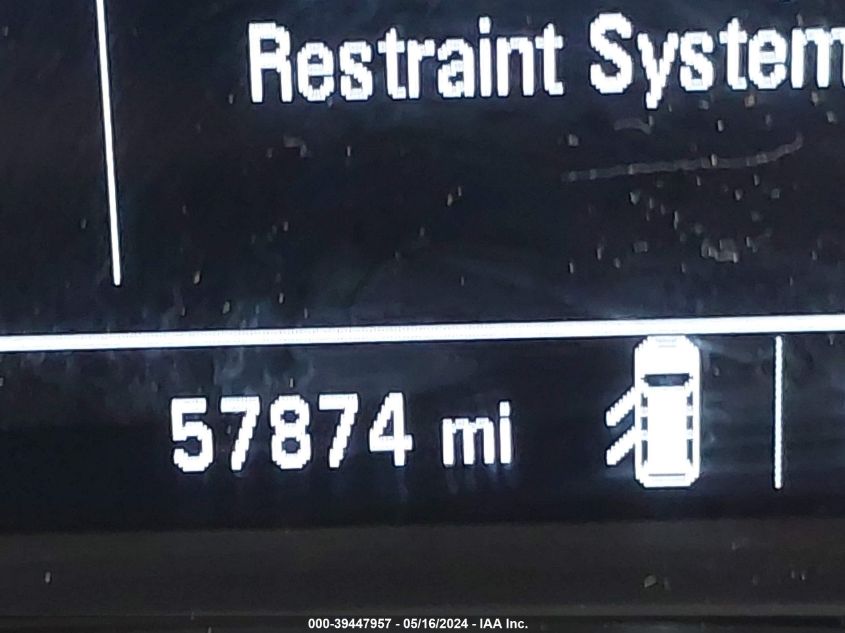 Restraint System
57874 mi
000-39447957 - 05/16/2024 - IAA Inc.